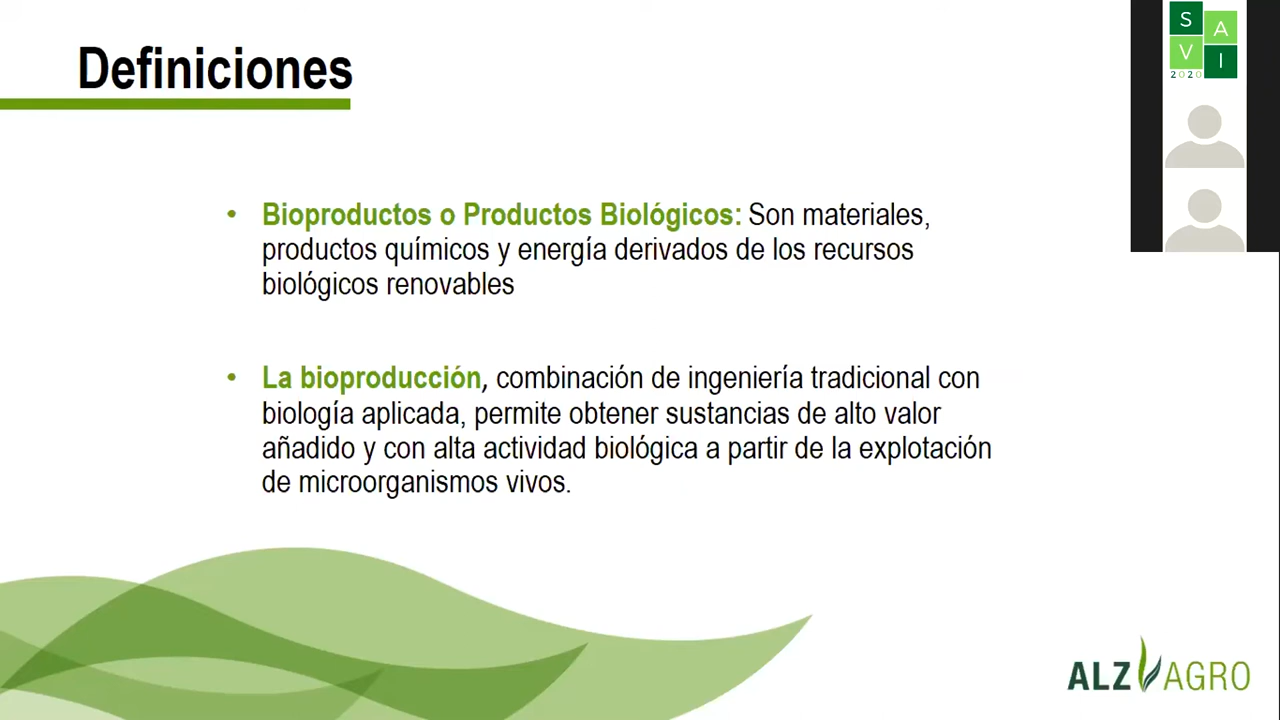 Definiciones
S
A
V
I
2020
• Bioproductos o Productos Biológicos: Son materiales,
productos químicos y energía derivados de los recursos
biológicos renovables
• La bioproducción, combinación de ingeniería tradicional con
biología aplicada, permite obtener sustancias de alto valor
añadido y con alta actividad biológica a partir de la explotación
de microorganismos vivos.
ALZ AGRO